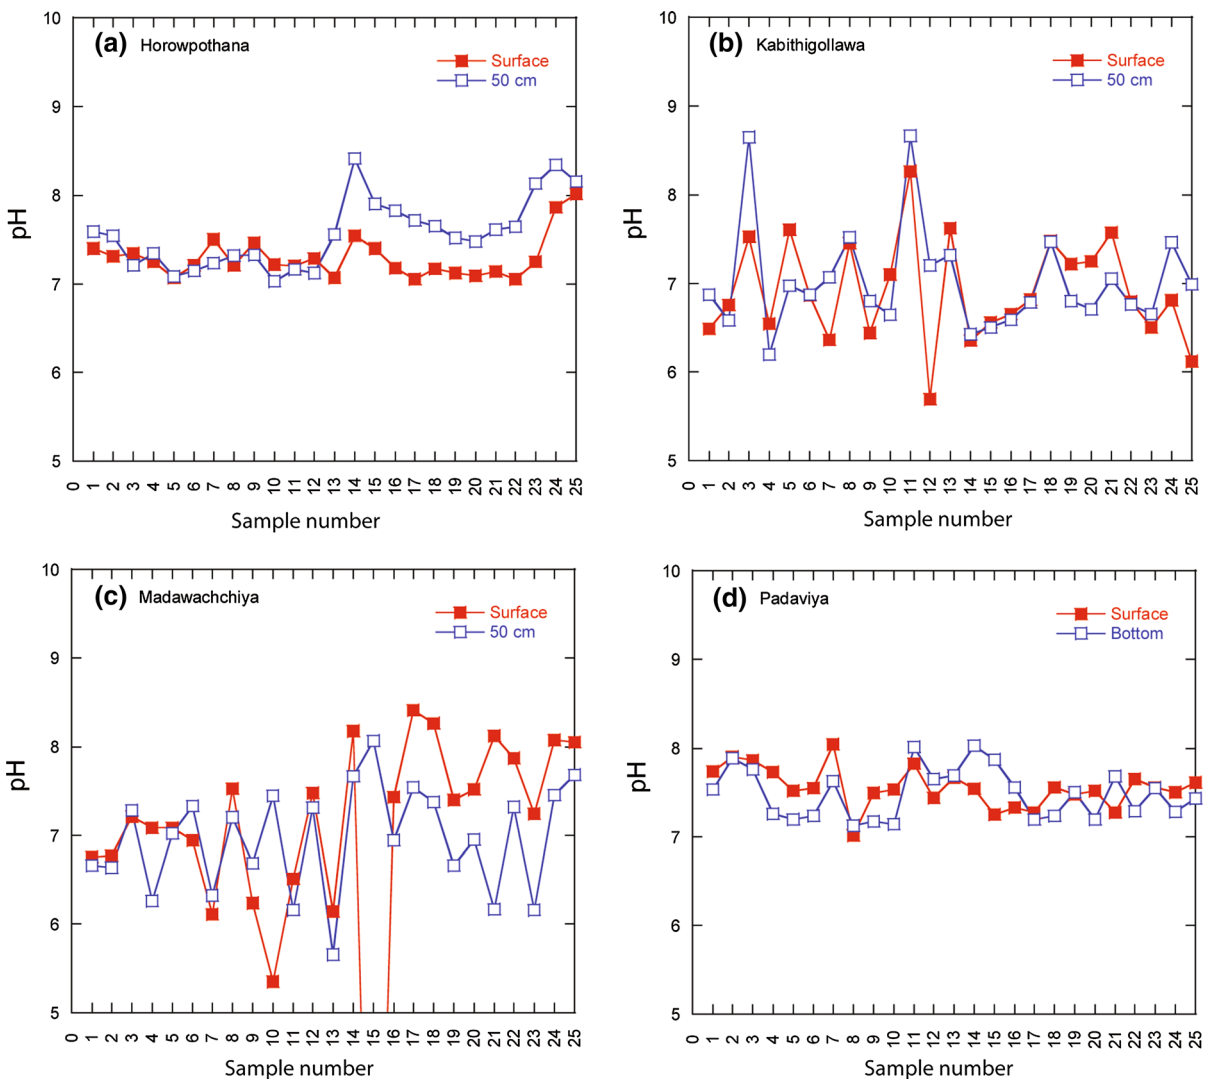 (a) Horowpothana
Surface
50 cm
10
9
8
7
6
5
pH
0 1 2 3 4 5 6 7 8 9 10 11 12 13 14 15 16 17 18 19 20 21 22 23 24 25
Sample number
(b) Kabithigollawa
Surface
50 cm
10
9
8
7
6
5
pH
0 1 2 3 4 5 6 7 8 9 10 11 12 13 14 15 16 17 18 19 20 21 22 23 24 25
Sample number
(c) Madawachchiya
Surface
50 cm
10
9
8
7
6
5
pH
0 1 2 3 4 5 6 7 8 9 10 11 12 13 14 15 16 17 18 19 20 21 22 23 24 25
Sample number
(d) Padaviya
Surface
Bottom
10
9
8
7
6
5
pH
0 1 2 3 4 5 6 7 8 9 10 11 12 13 14 15 16 17 18 19 20 21 22 23 24 25
Sample number